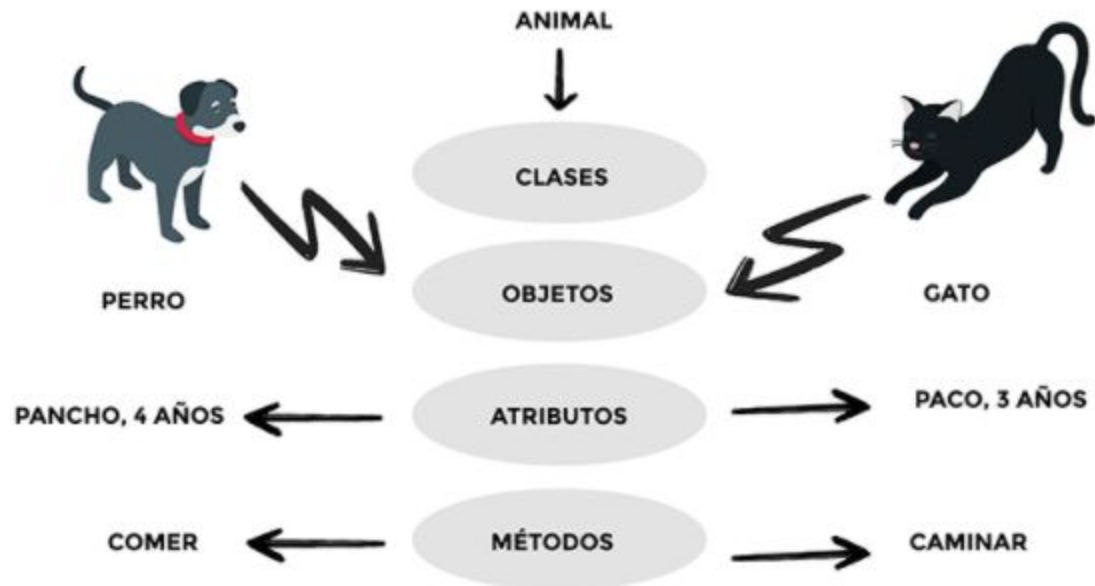 ANIMAL
CLASES
OBJETOS
PERRO
GATO
PANCHO, 4 AÑOS
ATRIBUTOS
PACO, 3 AÑOS
COMER
MÉTODOS
CAMINAR